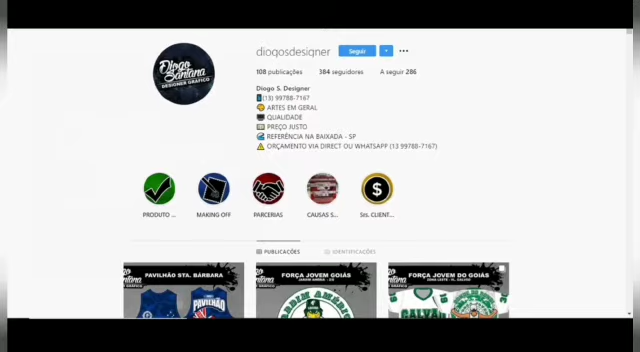 diogosdesigner
Seguir
108 publicações 384 seguidores A seguir 286
Diogo Santana
DESIGNER GRÁFICO
Diogo S. Designer
(13) 99788-7167
ARTES EM GERAL
QUALIDADE
PREÇO JUSTO
REFERÊNCIA NA BAIXADA - SP
ORÇAMENTO VIA DIRECT OU WHATSAPP (13 99788-7167)
PRODUTO ... MAKING OFF PARCERIAS CAUSAS S... Srs. CLIENT...
PUBLICAÇÕES IDENTIFICAÇÕES
PAVILHÃO STA. BÁRBARA
FORÇA JOVEM GOIÁS
FORÇA JOVEM DO GOIÁS
PAVILHÃO
JARDIM AMÉRICA